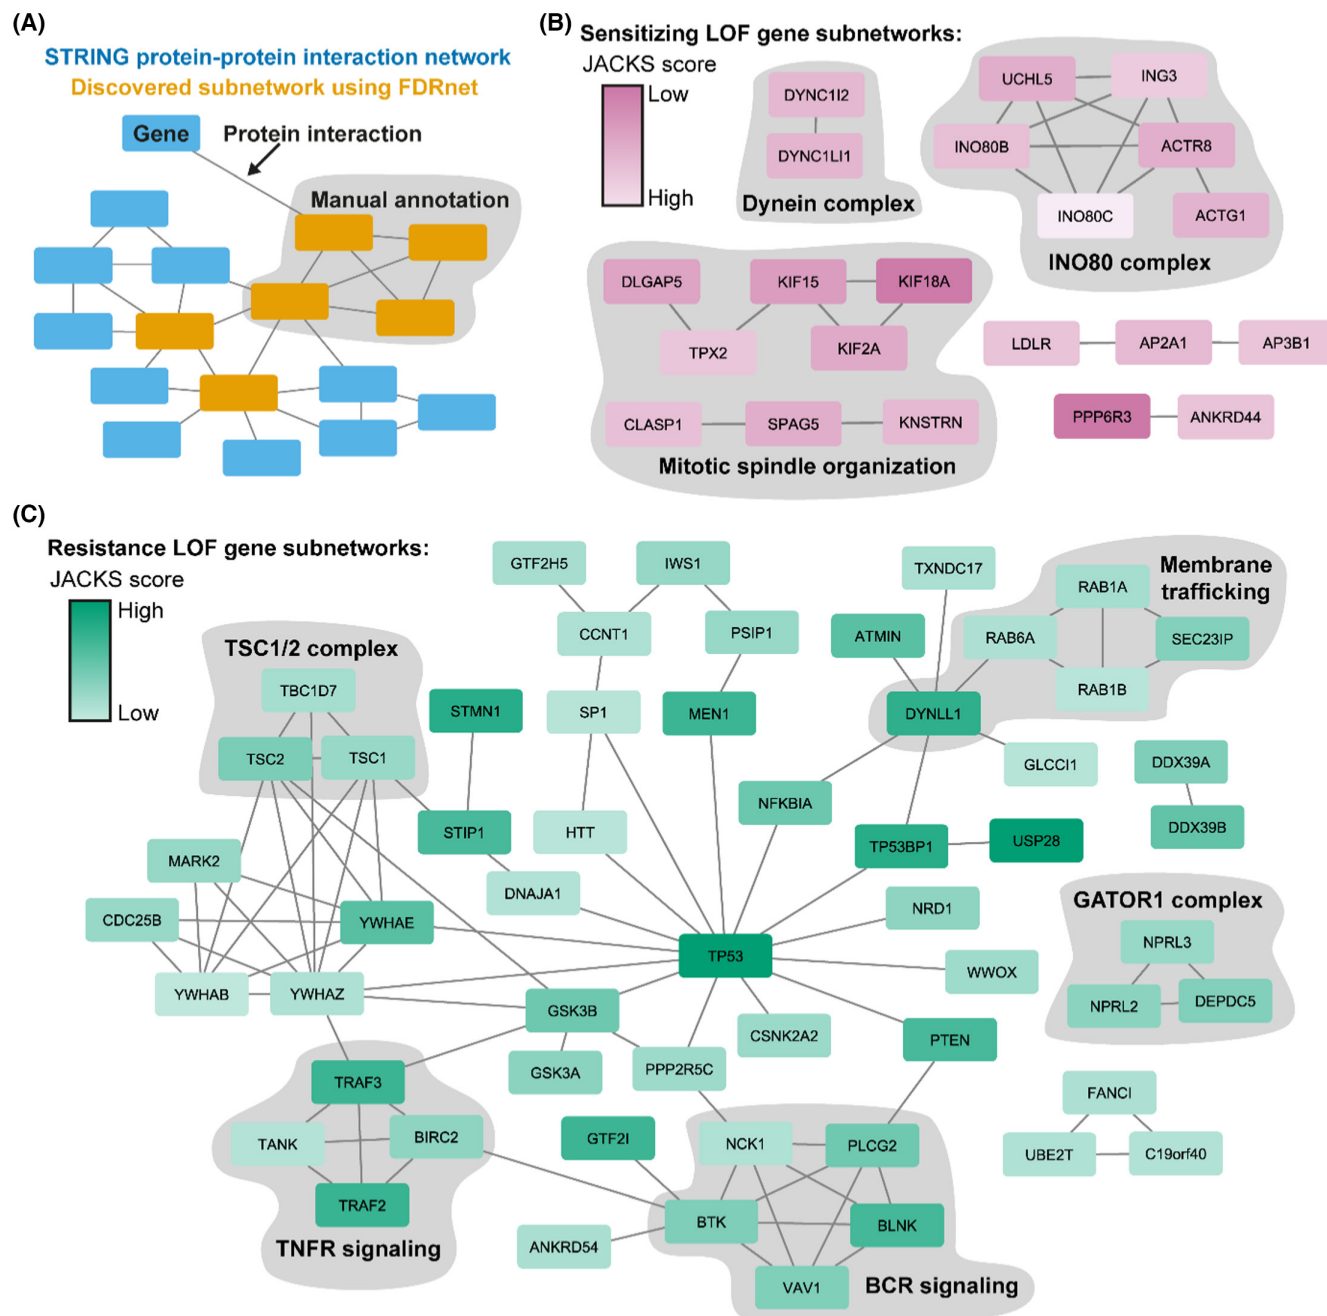 (A)
STRING protein-protein interaction network
Discovered subnetwork using FDRnet
Gene
Protein interaction
Manual annotation
(B)
Sensitizing LOF gene subnetworks:
JACKS score
Low
High
DYNC1I2
DYNC1LI1
Dynein complex
UCHL5
ING3
INO80B
ACTR8
INO80C
ACTG1
INO80 complex
DLGAP5
KIF15
KIF18A
TPX2
KIF2A
CLASP1
SPAG5
KNSTRN
Mitotic spindle organization
LDLR
AP2A1
AP3B1
PPP6R3
ANKRD44
(C)
Resistance LOF gene subnetworks:
JACKS score
High
Low
TSC1/2 complex
TBC1D7
TSC2
TSC1
STMN1
STIP1
GTF2H5
IWS1
CCNT1
PSIP1
SP1
MEN1
HTT
DNAJA1
TXNDC17
ATMIN
DYNLL1
Membrane
trafficking
RAB1A
RAB6A
SEC23IP
RAB1B
GLCCI1
NFKBIA
TP53BP1
USP28
DDX39A
DDX39B
MARK2
CDC25B
YWHAE
YWHAB
YWHAZ
TP53
NRD1
WWOX
GATOR1 complex
NPRL3
NPRL2
DEPDC5
GSK3B
GSK3A
PPP2R5C
CSNK2A2
PTEN
TRAF3
TANK
BIRC2
TRAF2
TNFR signaling
GTF2I
ANKRD54
NCK1
PLCG2
BTK
BLNK
VAV1
BCR signaling
FANCI
UBE2T
C19orf40